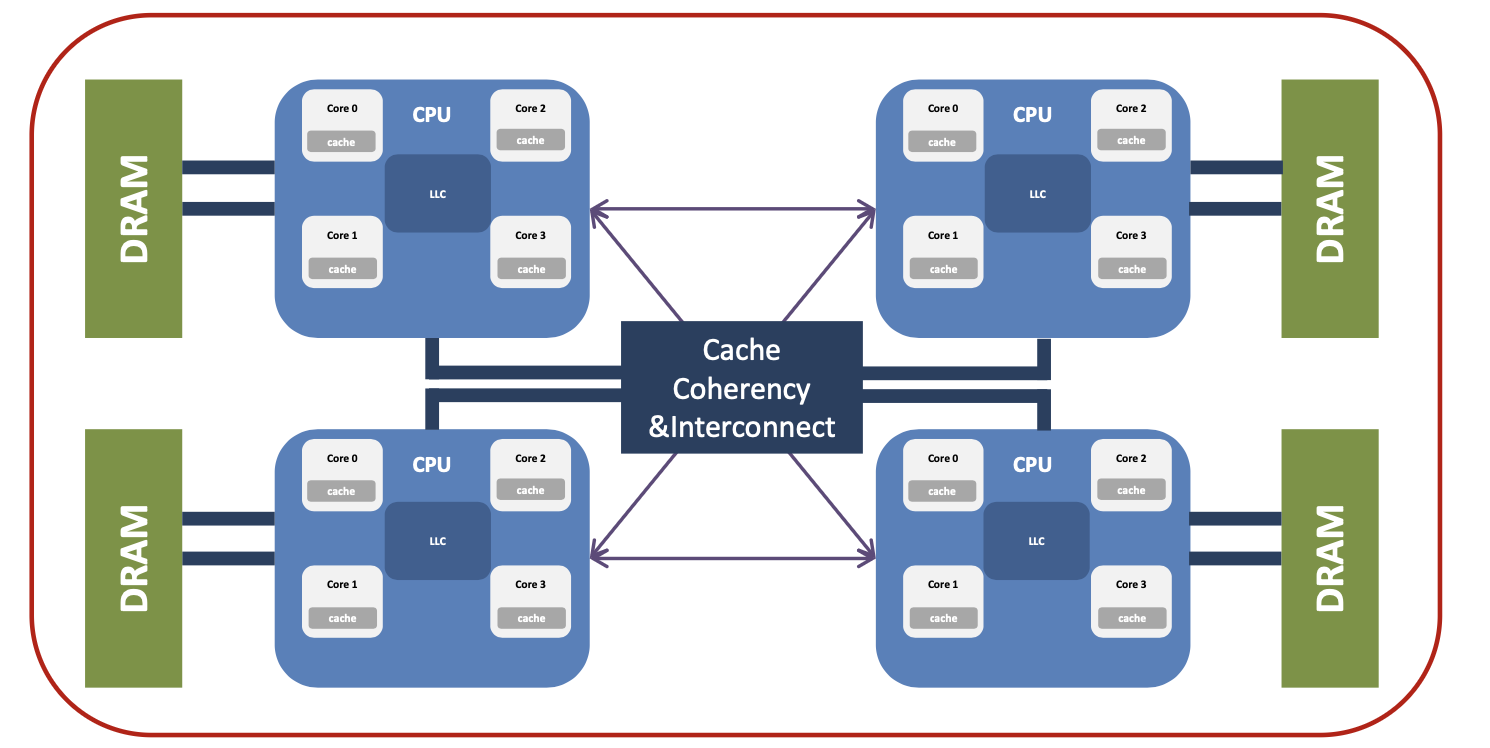 DRAM
Core 0
cache
CPU
Core 2
cache
LLC
Core 1
cache
Core 3
cache
Core 0
cache
CPU
Core 2
cache
LLC
Core 1
cache
Core 3
cache
DRAM
Cache
Coherency
&Interconnect
DRAM
Core 0
cache
CPU
Core 2
cache
LLC
Core 1
cache
Core 3
cache
Core 0
cache
CPU
Core 2
cache
LLC
Core 1
cache
Core 3
cache
DRAM